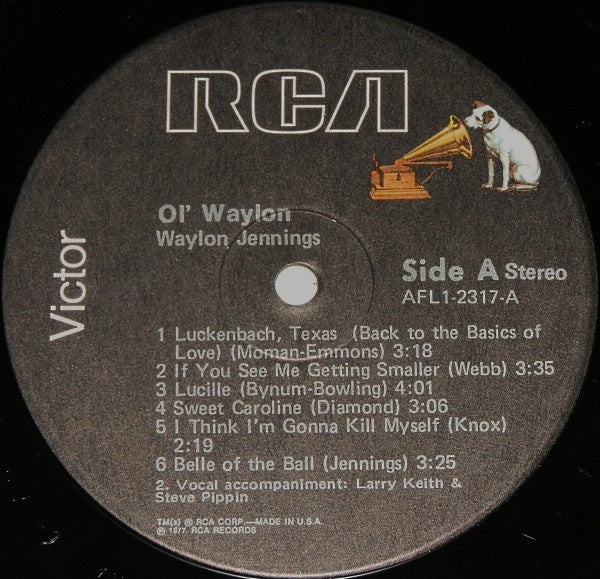 RCA
Victor
Ol' Waylon
Waylon Jennings
Side A Stereo
AFL1-2317-A
1 Luckenbach, Texas (Back to the Basics of
Love) (Moman-Emmons) 3:18
2 If You See Me Getting Smaller (Webb) 3:35
3 Lucille (Bynum-Bowling) 4:01
4 Sweet Caroline (Diamond) 3:06
5 I Think I'm Gonna Kill Myself (Knox)
2:19
6 Belle of the Ball (Jennings) 3:25
2. Vocal accompaniment: Larry Keith &
Steve Pippin
TM(s) ® RCA CORP.—MADE IN U.S.A.
℗ 1977 RCA RECORDS